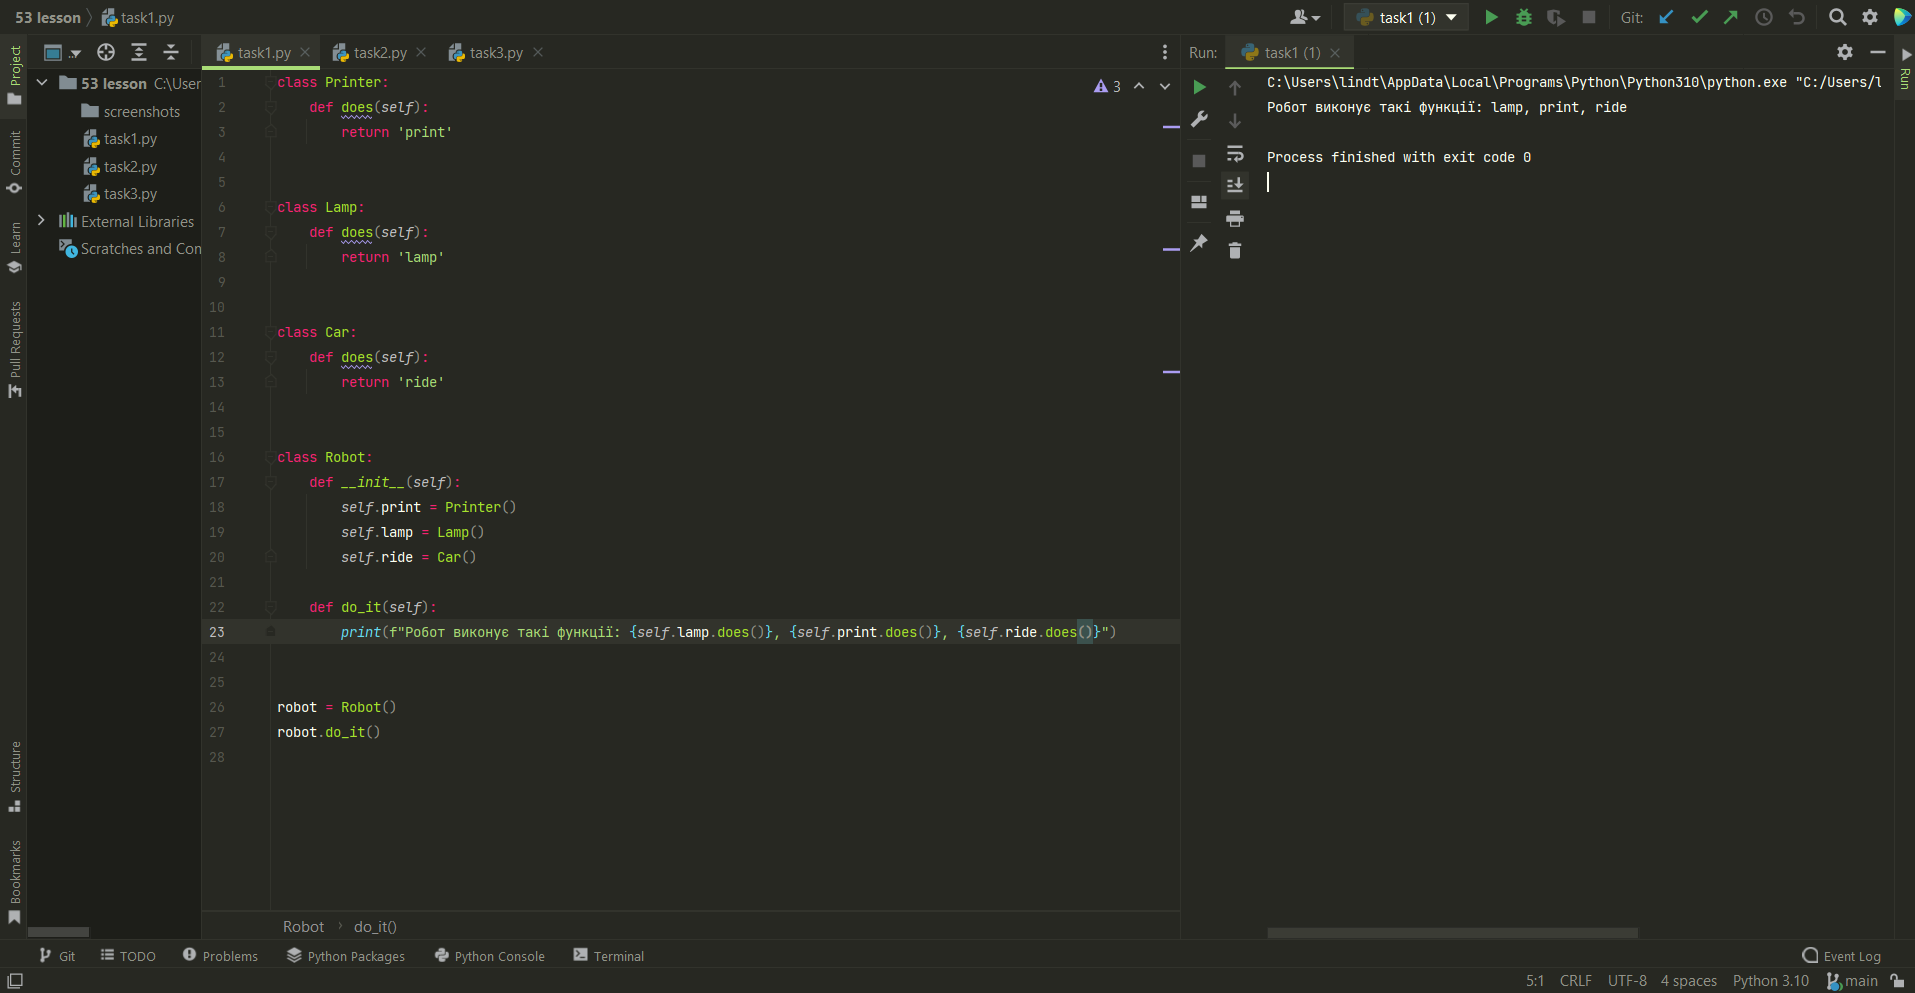 53 lesson task1.py
task1 (1)
Git:
Project
Commit
Learn
Pull Requests
Structure
Bookmarks
53 lesson C:\User
screenshots
task1.py
task2.py
task3.py
External Libraries
Scratches and Con
task1.py task2.py task3.py
3
1 class Printer:
2 def does(self):
3 return 'print'
4
5
6 class Lamp:
7 def does(self):
8 return 'lamp'
9
10
11 class Car:
12 def does(self):
13 return 'ride'
14
15
16 class Robot:
17 def __init__(self):
18 self.print = Printer()
19 self.lamp = Lamp()
20 self.ride = Car()
21
22 def do_it(self):
23 print(f"Робот виконує такі функції: {self.lamp.does()}, {self.print.does()}, {self.ride.does()}")
24
25
26 robot = Robot()
27 robot.do_it()
28
Robot do_it()
Run: task1 (1)
C:\Users\lindt\AppData\Local\Programs\Python\Python310\python.exe "C:/Users/l
Робот виконує такі функції: lamp, print, ride
Process finished with exit code 0
Run
Git TODO Problems Python Packages Python Console Terminal Event Log
5:1 CRLF UTF-8 4 spaces Python 3.10 main